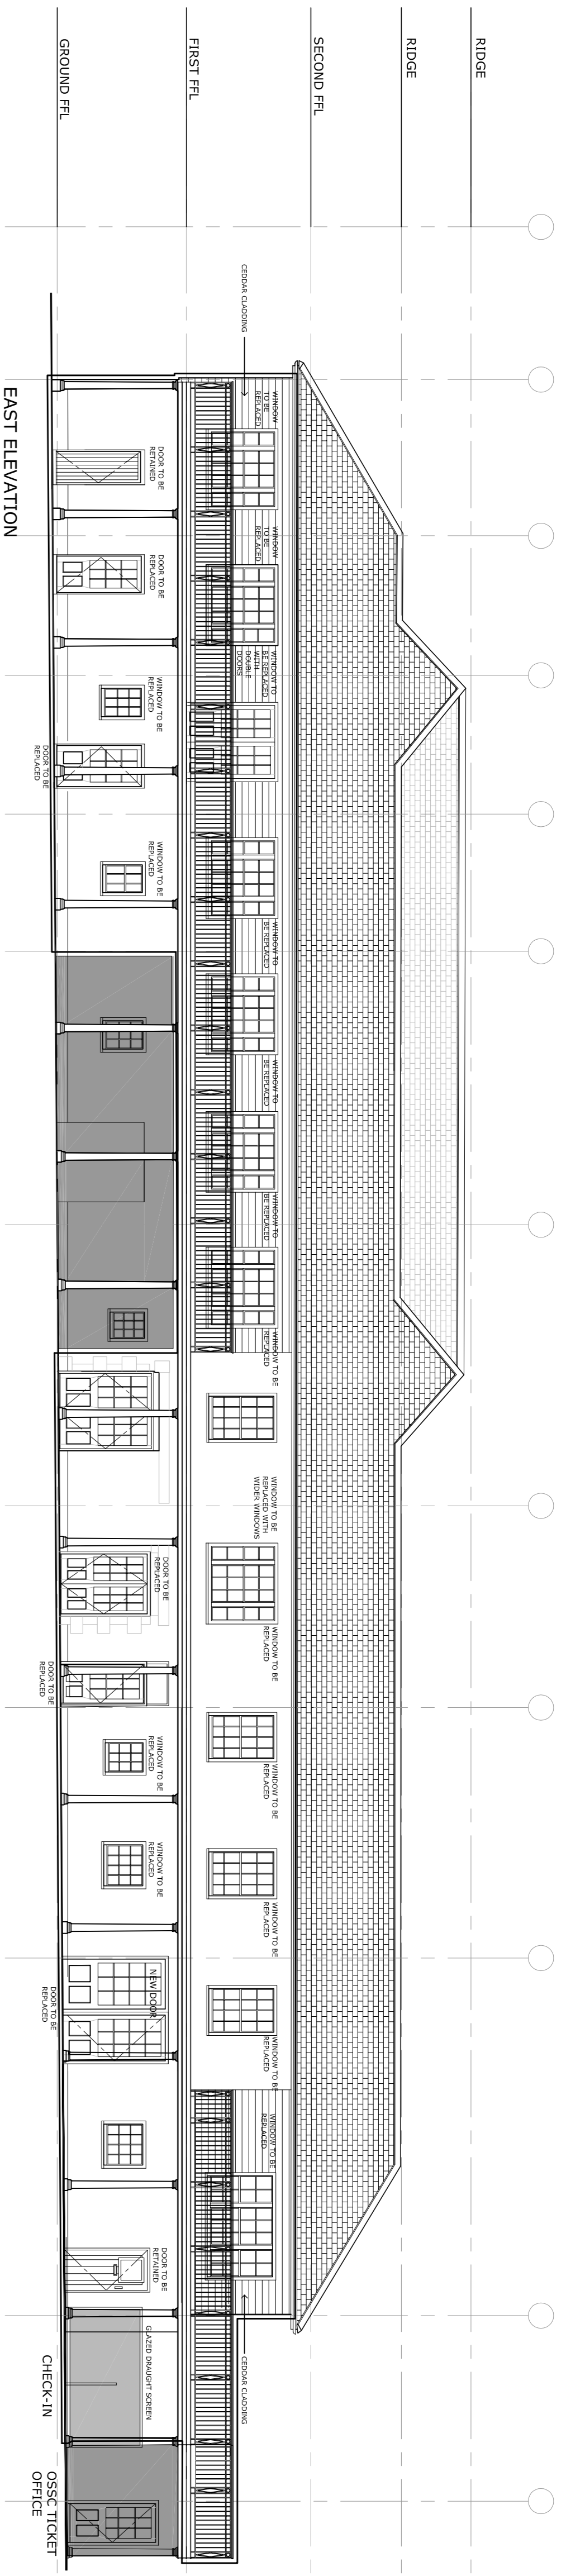 RIDGE
RIDGE
SECOND FFL
FIRST FFL
GROUND FFL
CEDDAR CLADDING
WINDOW
TO BE
REPLACED
WINDOW
TO BE
REPLACED
WINDOW TO
BE REPLACED
WITH
DOUBLE
DOORS
WINDOW TO
BE REPLACED
WINDOW TO
BE REPLACED
WINDOW TO
BE REPLACED
WINDOW TO BE
REPLACED
WINDOW TO BE
REPLACED WITH
WIDER WINDOWS
WINDOW TO BE
REPLACED
WINDOW TO BE
REPLACED
WINDOW TO BE
REPLACED
WINDOW TO BE
REPLACED
WINDOW TO BE
REPLACED
CEDDAR CLADDING
DOOR TO BE
RETAINED
DOOR TO BE
REPLACED
WINDOW TO BE
REPLACED
DOOR TO BE
REPLACED
WINDOW TO BE
REPLACED
DOOR TO BE
REPLACED
DOOR TO BE
REPLACED
WINDOW TO BE
REPLACED
WINDOW TO BE
REPLACED
NEW DOOR
DOOR TO BE
REPLACED
DOOR TO BE
RETAINED
GLAZED DRAUGHT SCREEN
CHECK-IN
OSSC TICKET
OFFICE
EAST ELEVATION